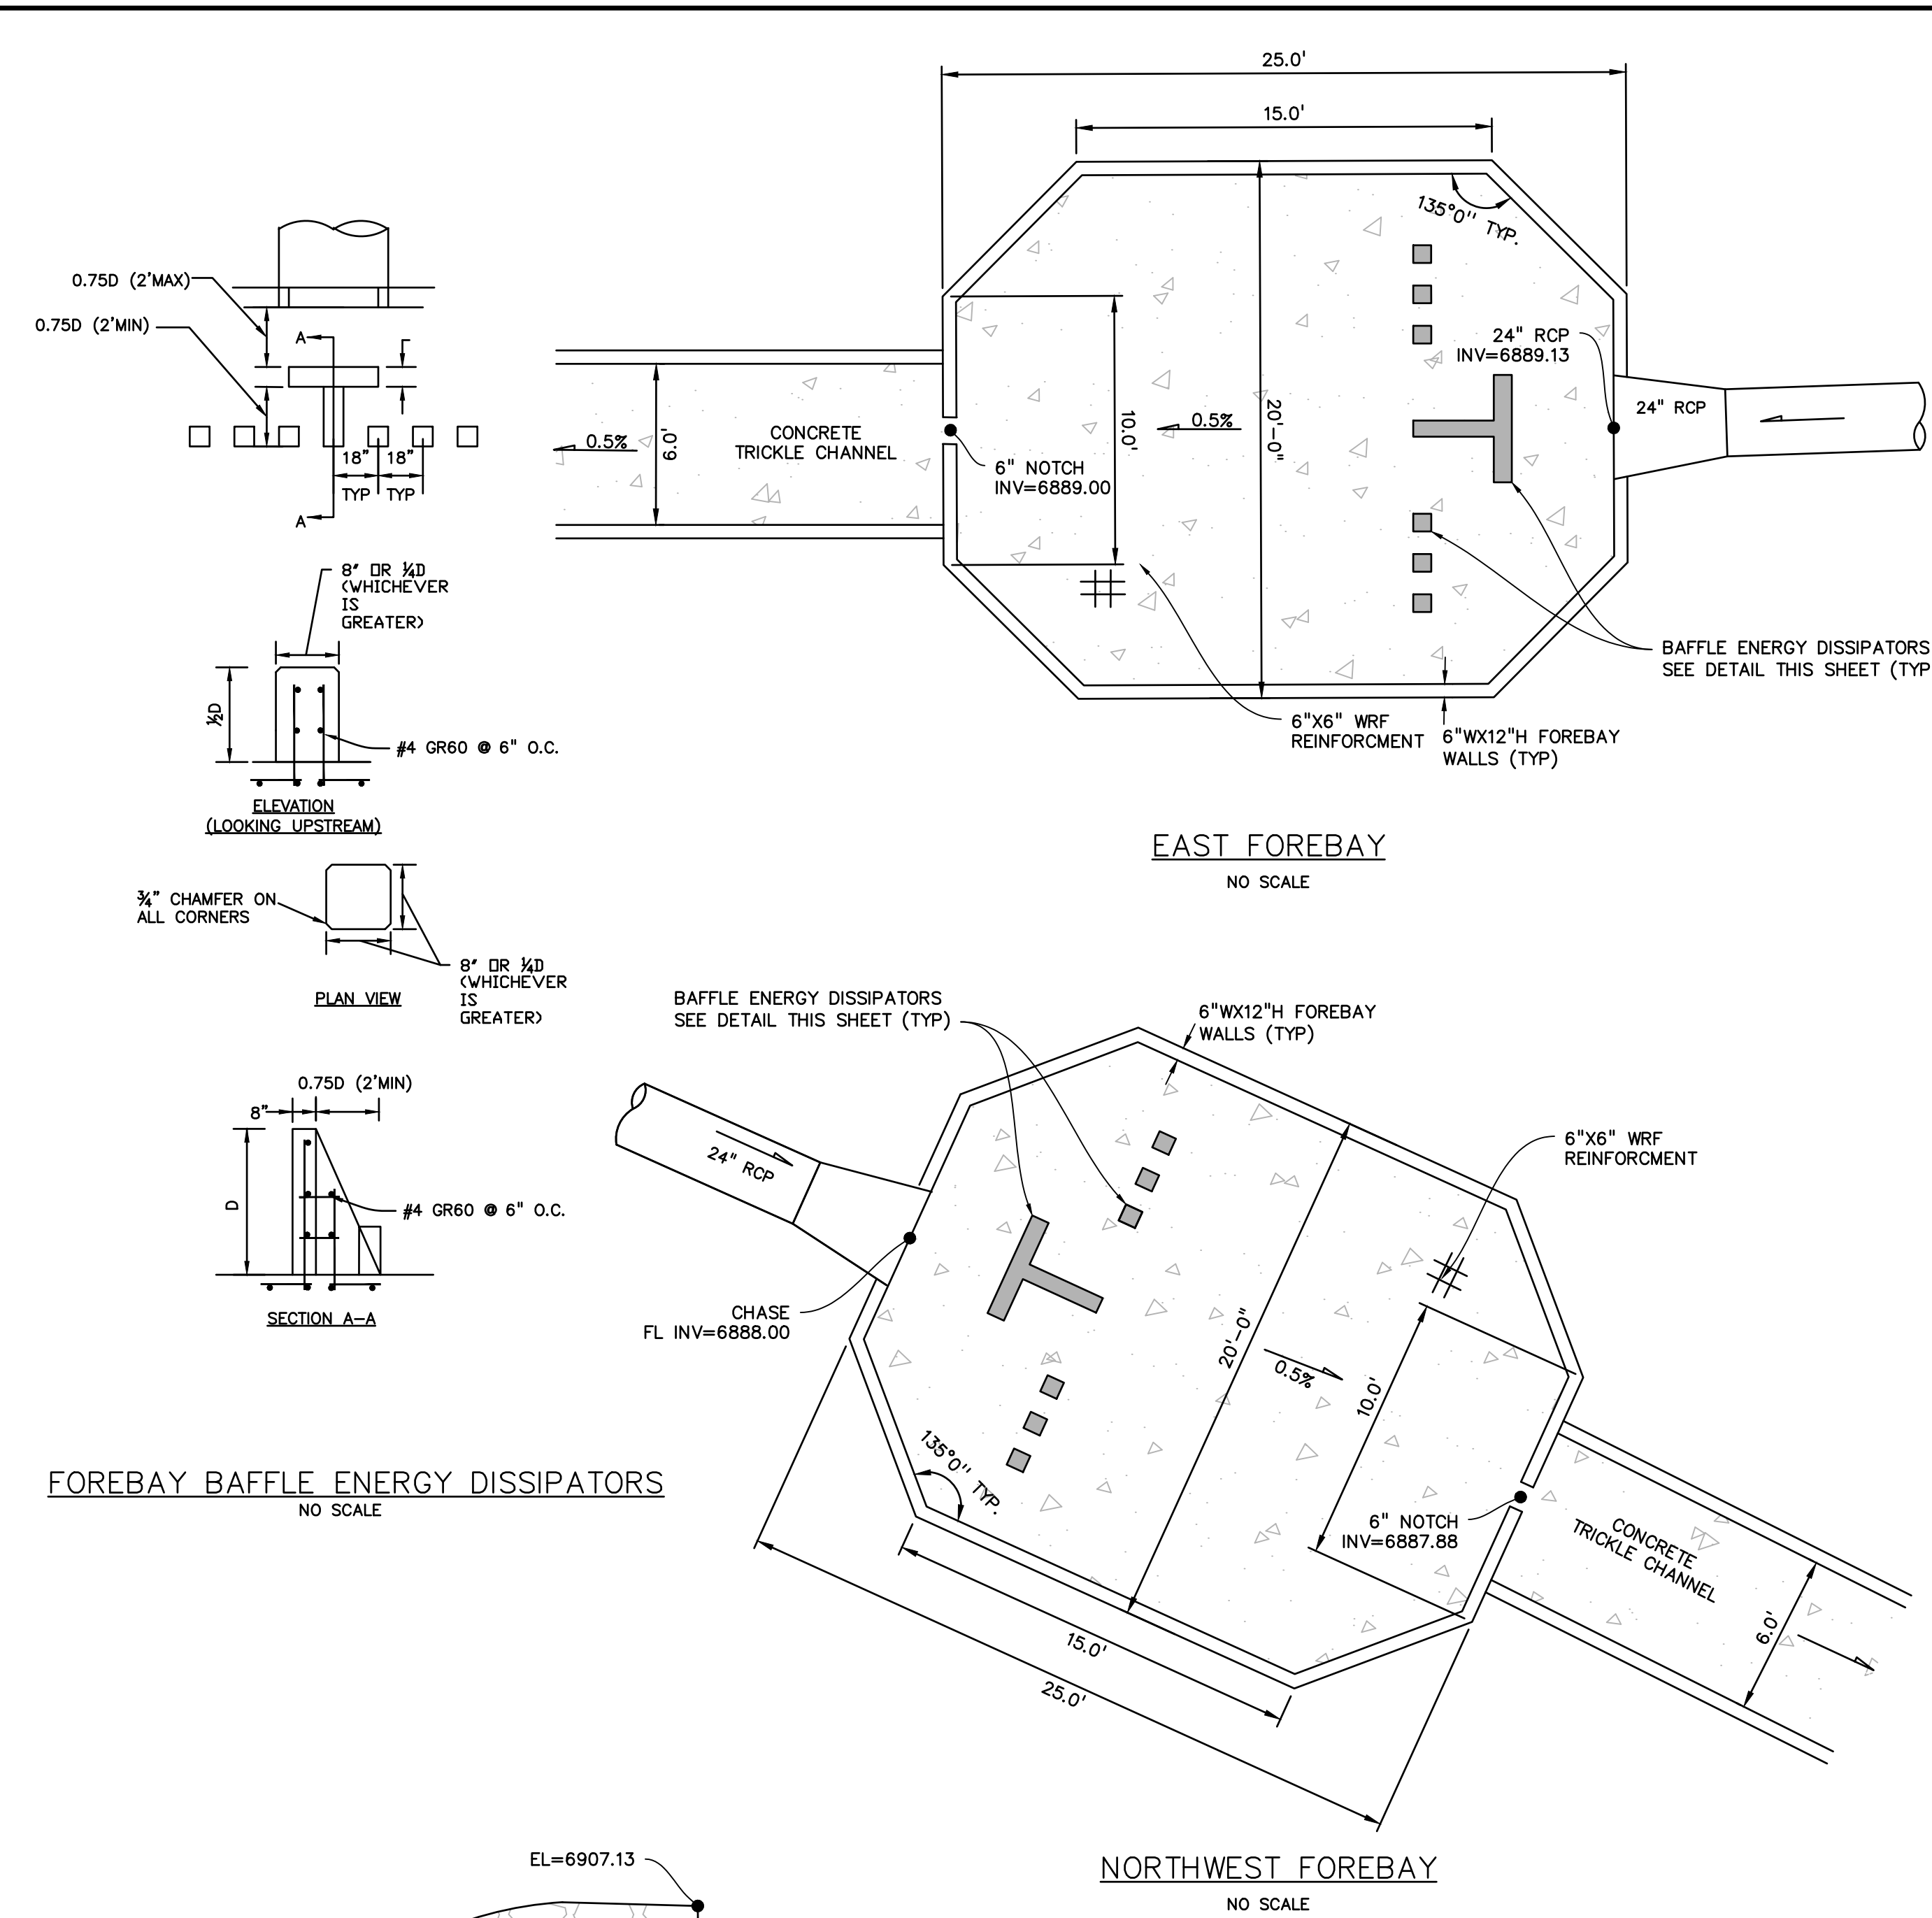 0.75D (2'MAX)
0.75D (2'MIN)
A
18" 18"
TYP TYP
A
8" OR ¼D
(WHICHEVER
IS
GREATER)
½D
#4 GR60 @ 6" O.C.
ELEVATION
(LOOKING UPSTREAM)
¾" CHAMFER ON
ALL CORNERS
8" OR ¼D
(WHICHEVER
IS
GREATER)
PLAN VIEW
0.75D (2'MIN)
8"
D
#4 GR60 @ 6" O.C.
SECTION A-A
FOREBAY BAFFLE ENERGY DISSIPATORS
NO SCALE
25.0'
15.0'
135°0'' TYP.
24" RCP
INV=6889.13
24" RCP
0.5%
6.0'
CONCRETE
TRICKLE CHANNEL
6" NOTCH
INV=6889.00
10.0'
0.5%
20'-0"
BAFFLE ENERGY DISSIPATORS
SEE DETAIL THIS SHEET (TYP
6"X6" WRF
REINFORCMENT
6"WX12"H FOREBAY
WALLS (TYP)
EAST FOREBAY
NO SCALE
BAFFLE ENERGY DISSIPATORS
SEE DETAIL THIS SHEET (TYP)
6"WX12"H FOREBAY
WALLS (TYP)
6"X6" WRF
REINFORCMENT
24" RCP
CHASE
FL INV=6888.00
20'-0"
0.5%
10.0'
135°0'' TYP.
6" NOTCH
INV=6887.88
CONCRETE
TRICKLE CHANNEL
6.0'
15.0'
25.0'
NORTHWEST FOREBAY
NO SCALE
EL=6907.13